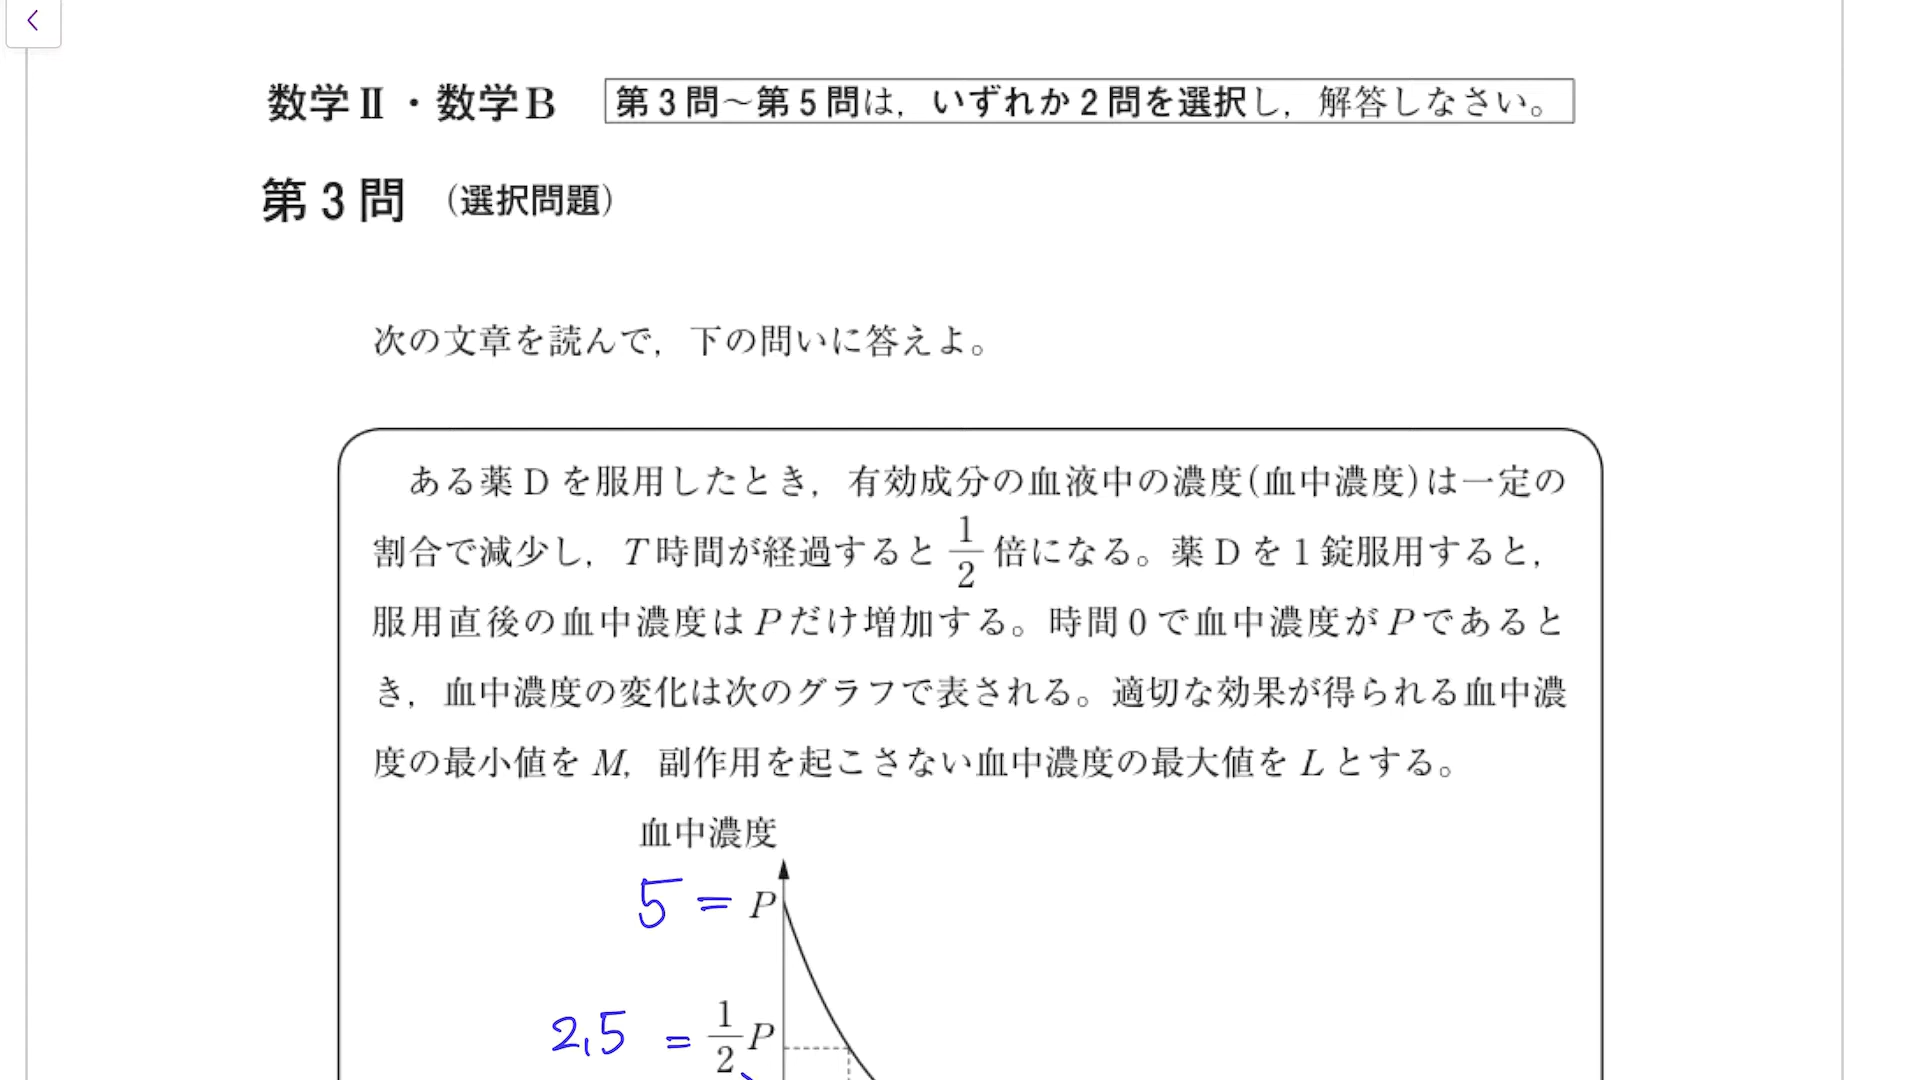 数学Ⅱ・数学B 第3問～第5問は，いずれか2問を選択し，解答しなさい。
第3問 （選択問題）
次の文章を読んで，下の問いに答えよ。
ある薬Dを服用したとき，有効成分の血液中の濃度(血中濃度)は一定の
割合で減少し，T時間が経過すると 1/2 倍になる。薬Dを1錠服用すると，
服用直後の血中濃度はPだけ増加する。時間0で血中濃度がPであると
き，血中濃度の変化は次のグラフで表される。適切な効果が得られる血中濃
度の最小値をM，副作用を起こさない血中濃度の最大値をLとする。
血中濃度
5 = P
2,5 = 1/2 P